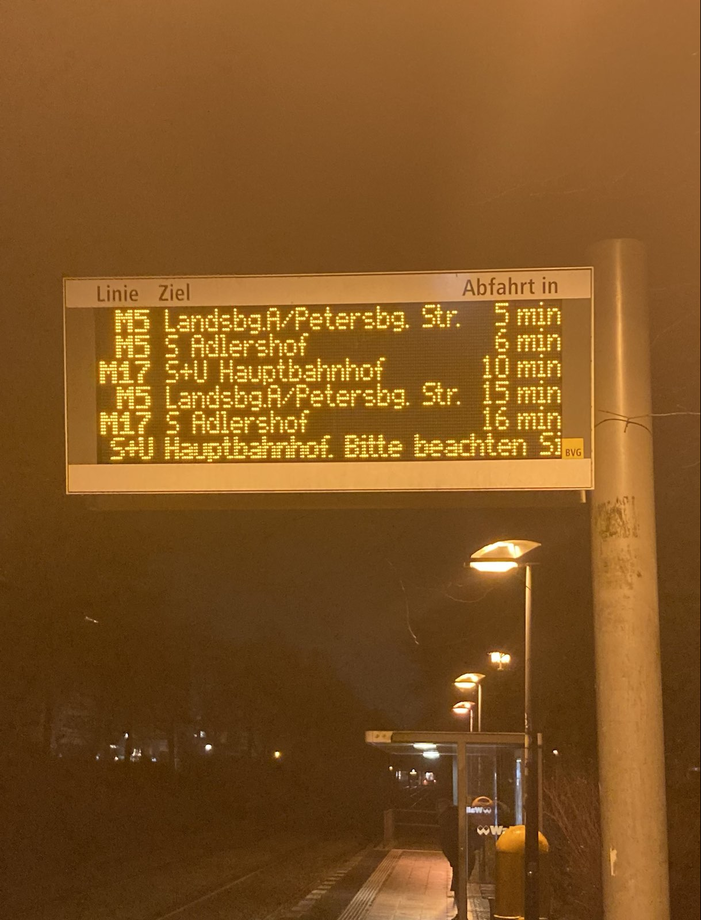 Linie Ziel Abfahrt in
M5 Landsbg.A/Petersbg. Str. 5 min
M5 S Adlershof 6 min
M17 S+U Hauptbahnhof 10 min
M5 Landsbg.A/Petersbg. Str. 15 min
M17 S Adlershof 16 min
S+U Hauptbahnhof. Bitte beachten Si
BVG